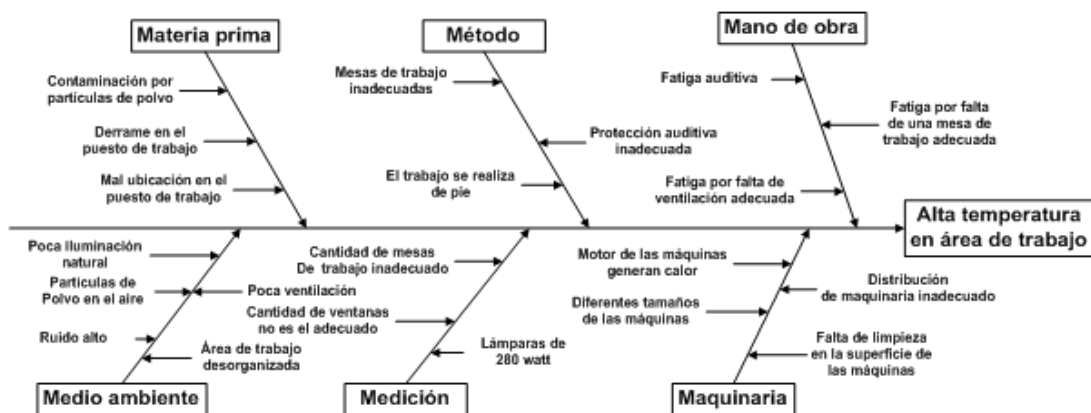 Materia prima
Método
Mano de obra
Contaminación por
partículas de polvo
Derrame en el
puesto de trabajo
Mal ubicación en el
puesto de trabajo
Mesas de trabajo
inadecuadas
Protección auditiva
inadecuada
El trabajo se realiza
de pie
Fatiga auditiva
Fatiga por falta
de una mesa de
trabajo adecuada
Fatiga por falta de
ventilación adecuada
Alta temperatura
en área de trabajo
Poca iluminación
natural
Partículas de
Polvo en el aire
Poca ventilación
Ruido alto
Área de trabajo
desorganizada
Cantidad de mesas
De trabajo inadecuado
Cantidad de ventanas
no es el adecuado
Lámparas de
280 watt
Motor de las máquinas
generan calor
Distribución
de maquinaria inadecuado
Diferentes tamaños
de las máquinas
Falta de limpieza
en la superficie de
las máquinas
Medio ambiente
Medición
Maquinaria